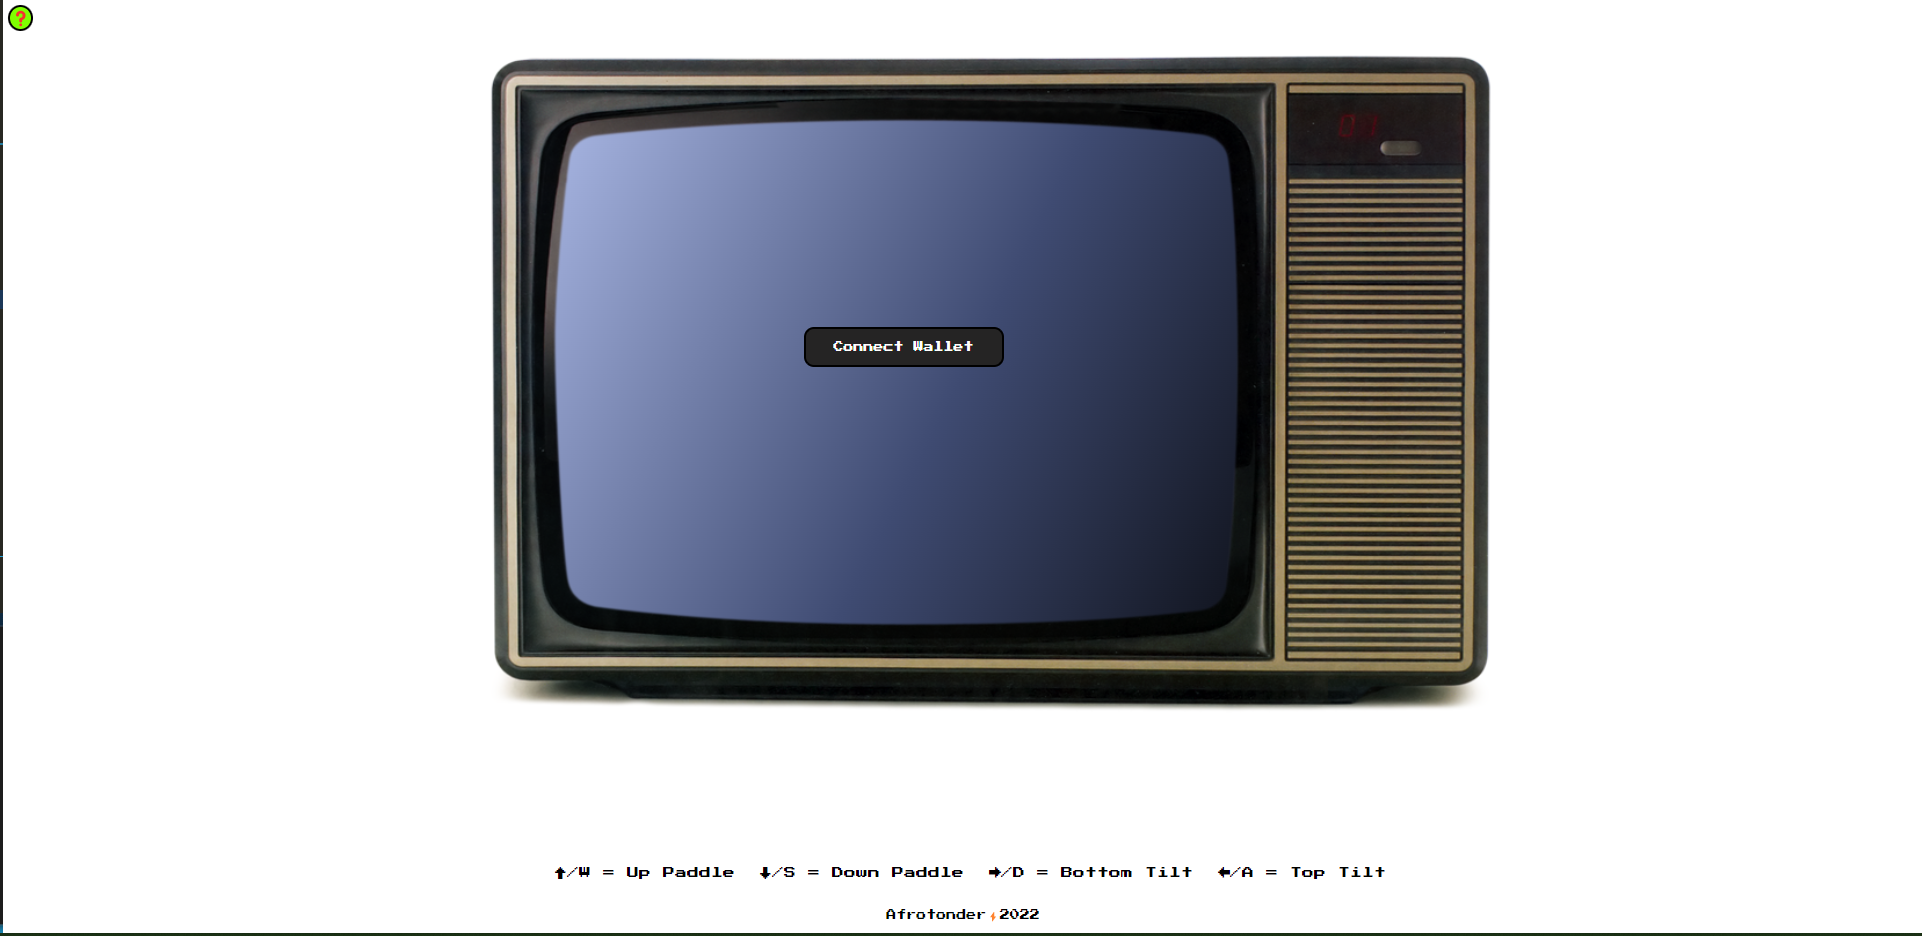 ?
Connect Wallet
↑/W = Up Paddle ↓/S = Down Paddle →/D = Bottom Tilt ←/A = Top Tilt
Afrotonder⚡2022